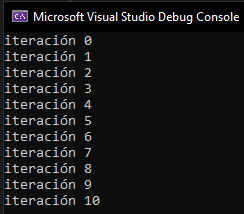 Microsoft Visual Studio Debug Console
iteración 0
iteración 1
iteración 2
iteración 3
iteración 4
iteración 5
iteración 6
iteración 7
iteración 8
iteración 9
iteración 10